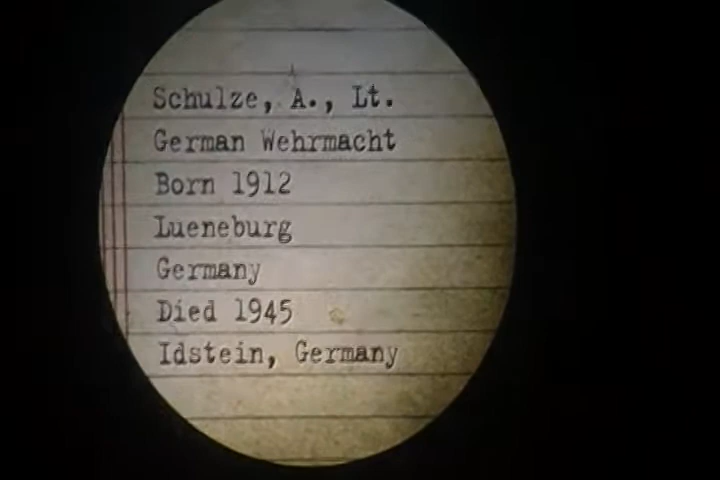 Schulze, A., Lt.
German Wehrmacht
Born 1912
Lueneburg
Germany
Died 1945
Idstein, Germany